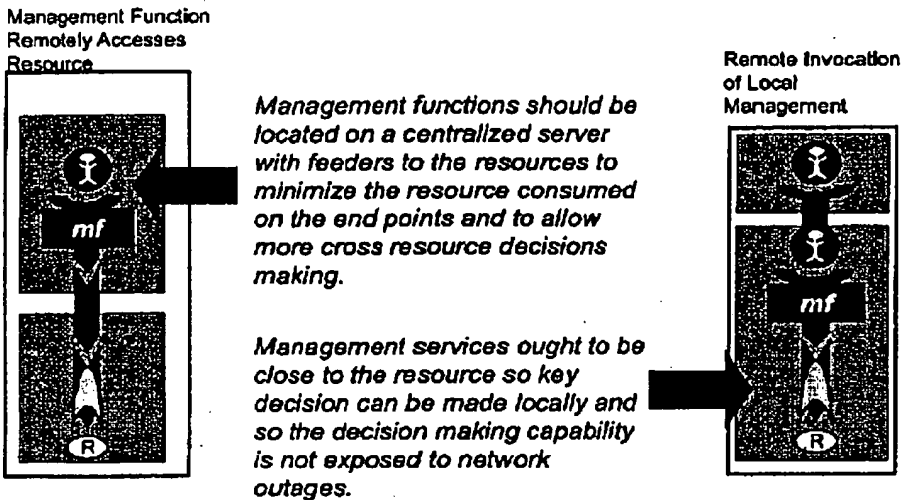 Management Function
Remotely Accesses
Resource
mf
R
Management functions should be
located on a centralized server
with feeders to the resources to
minimize the resource consumed
on the end points and to allow
more cross resource decisions
making.
Management services ought to be
close to the resource so key
decision can be made locally and
so the decision making capability
is not exposed to network
outages.
Remote Invocation
of Local
Management
mf
R